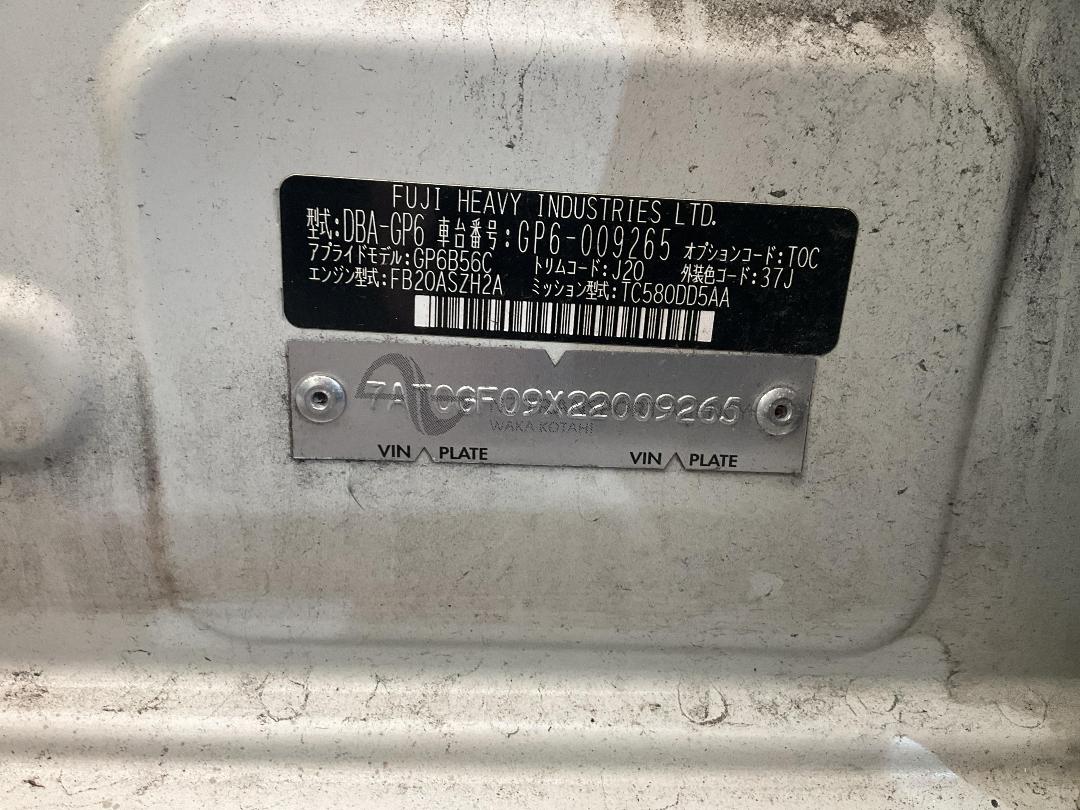 FUJI HEAVY INDUSTRIES LTD.
型式:DBA-GP6 車台番号:GP6-009265 オプションコード:TOC
アプライドモデル:GP6B56C トリムコード:J20 外装色コード:37J
エンジン型式:FB20ASZH2A ミッション型式:TC580DD5AA
7AT0GF09X22009265
WAKA KOTAHI
VIN PLATE VIN PLATE